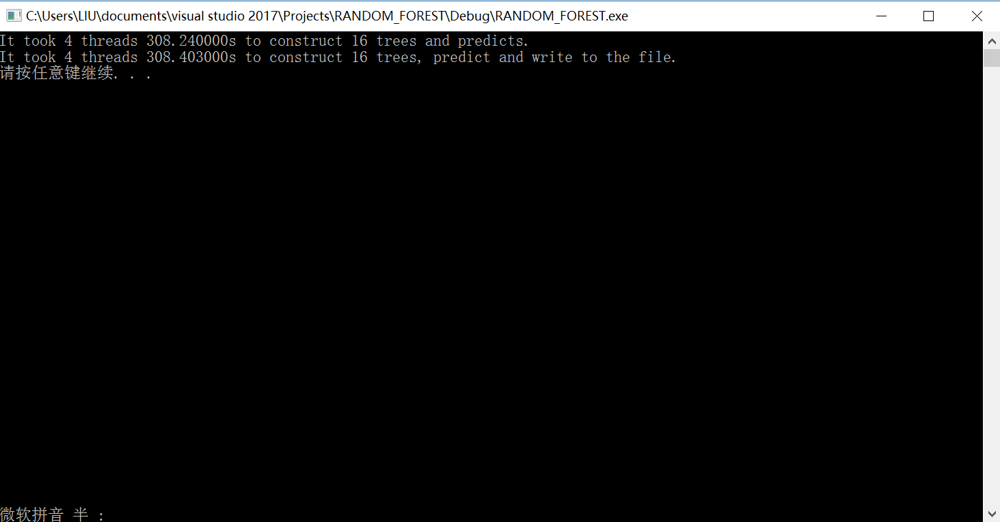 C:\Users\LIU\documents\visual studio 2017\Projects\RANDOM_FOREST\Debug\RANDOM_FOREST.exe
It took 4 threads 308.240000s to construct 16 trees and predicts.
It took 4 threads 308.403000s to construct 16 trees, predict and write to the file.
请按任意键继续. . .
微软拼音 半 :